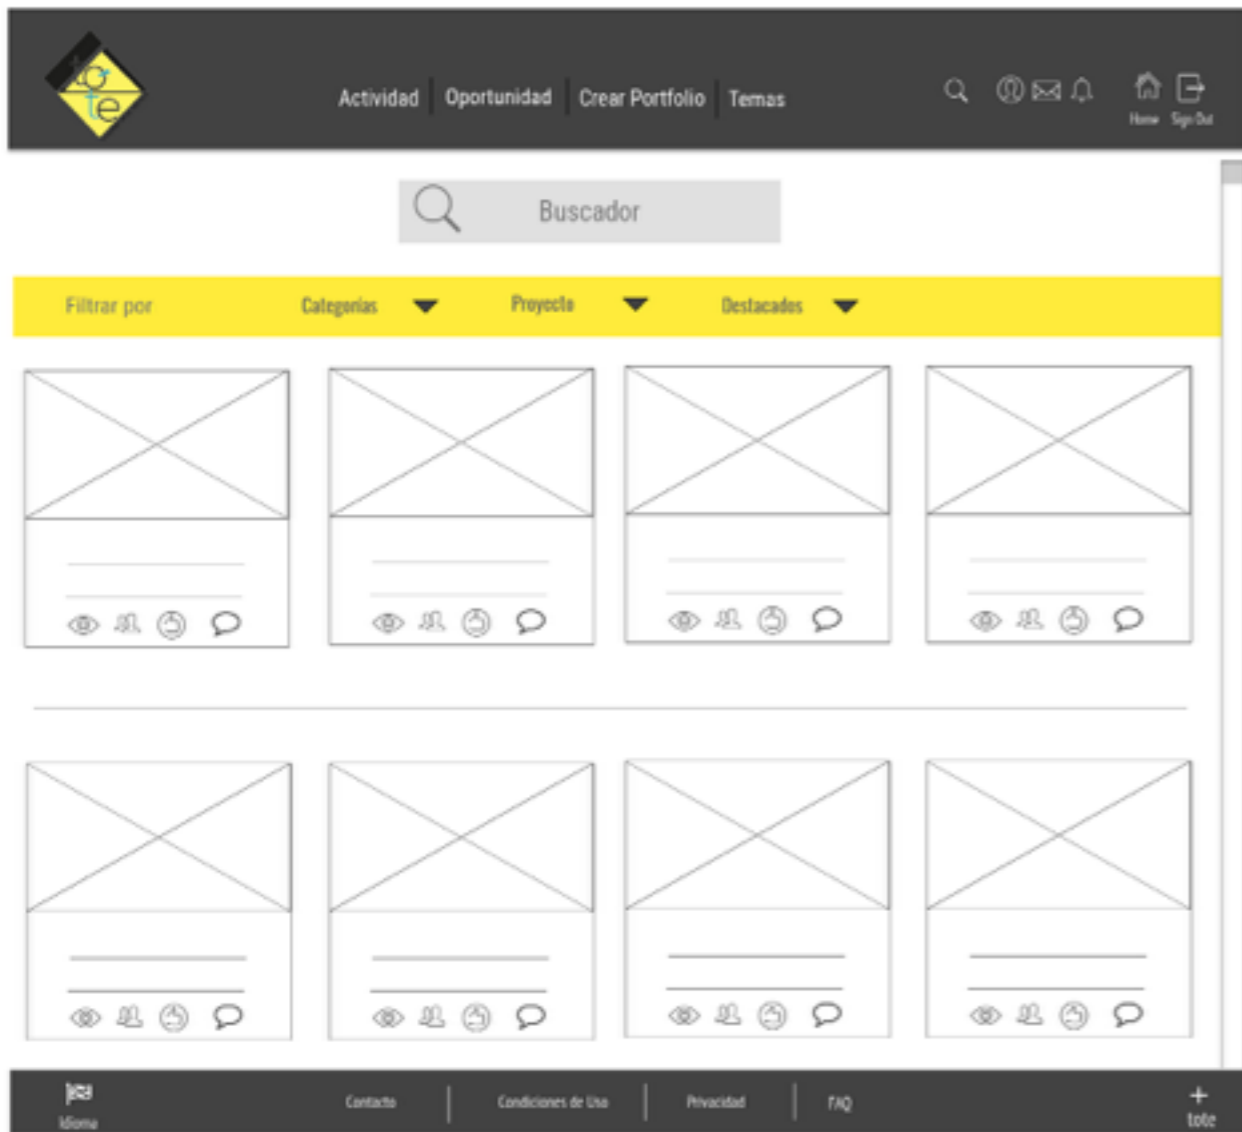 tote
Actividad
Oportunidad
Crear Portfolio
Temas
Home
Sign Out
Buscador
Filtrar por
Categorias
Proyecto
Destacados
Idioma
Contacto
Condiciones de Uso
Privacidad
FAQ
+
tote